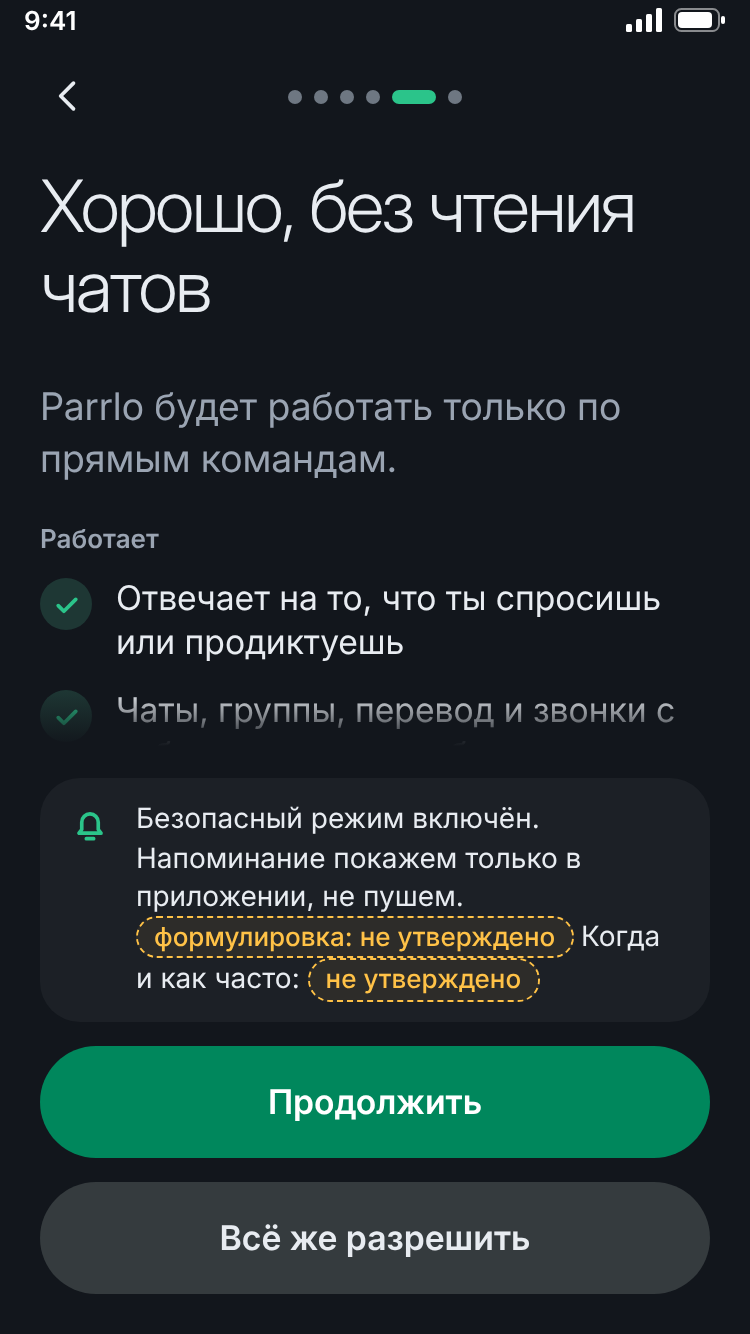 9:41
Хорошо, без чтения
чатов
Parrlo будет работать только по
прямым командам.
Работает
Отвечает на то, что ты спросишь
или продиктуешь
Чаты, группы, перевод и звонки с
Безопасный режим включён.
Напоминание покажем только в
приложении, не пушем.
формулировка: не утверждено Когда
и как часто: не утверждено
Продолжить
Всё же разрешить